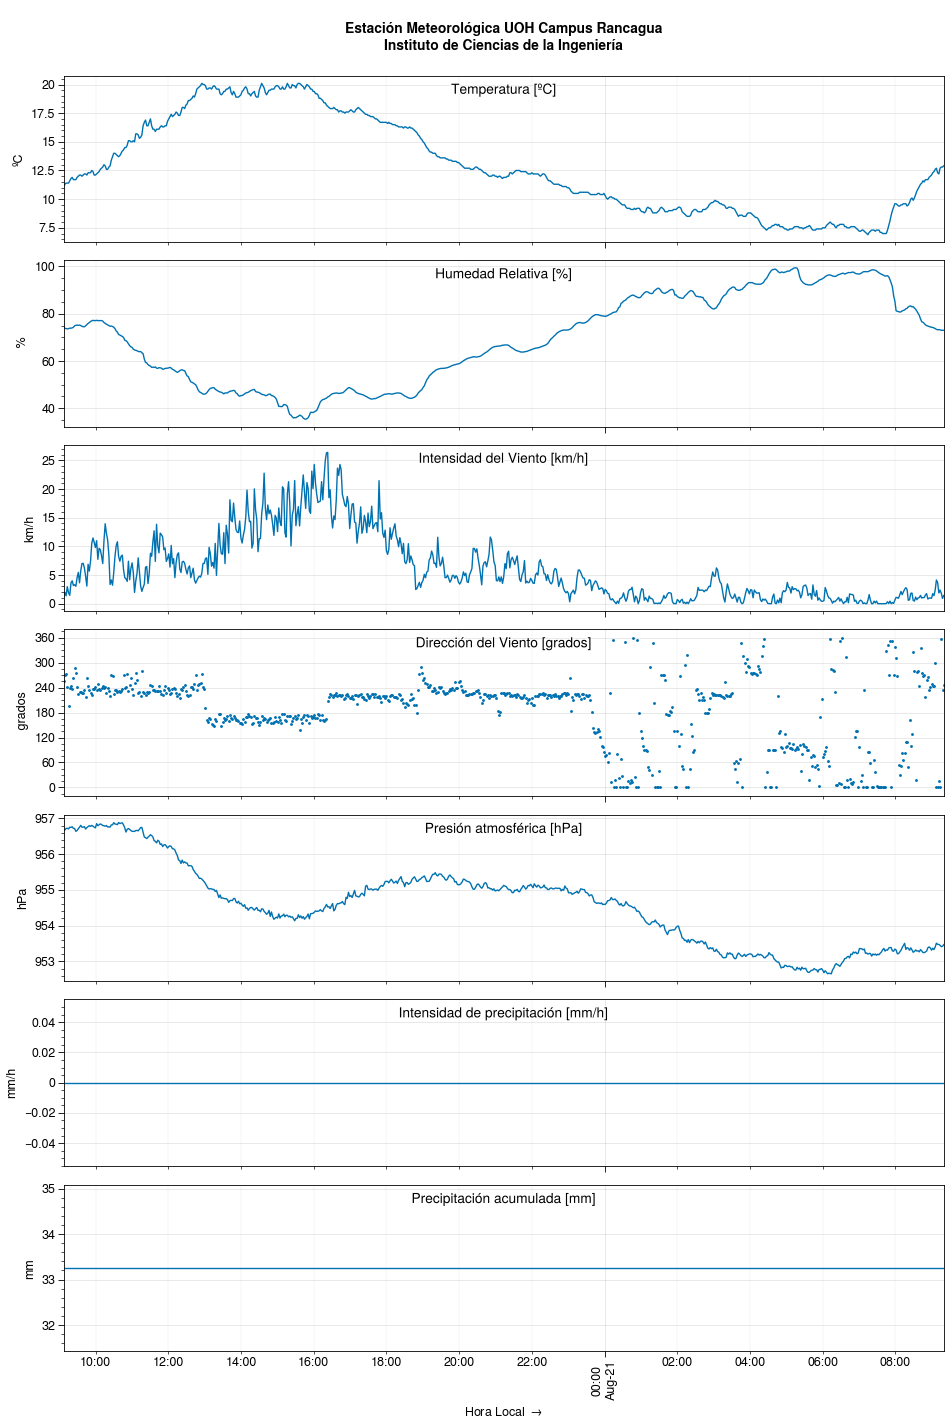 Estación Meteorológica UOH Campus Rancagua
Instituto de Ciencias de la Ingeniería
Temperatura [ºC]
ºC
20
17.5
15
12.5
10
7.5
Humedad Relativa [%]
%
100
80
60
40
Intensidad del Viento [km/h]
km/h
25
20
15
10
5
0
Dirección del Viento [grados]
grados
360
300
240
180
120
60
0
Presión atmosférica [hPa]
hPa
957
956
955
954
953
Intensidad de precipitación [mm/h]
mm/h
0.04
0.02
0
−0.02
−0.04
Precipitación acumulada [mm]
mm
35
34
33
32
10:00
12:00
14:00
16:00
18:00
20:00
22:00
00:00
Aug-21
02:00
04:00
06:00
08:00
Hora Local →